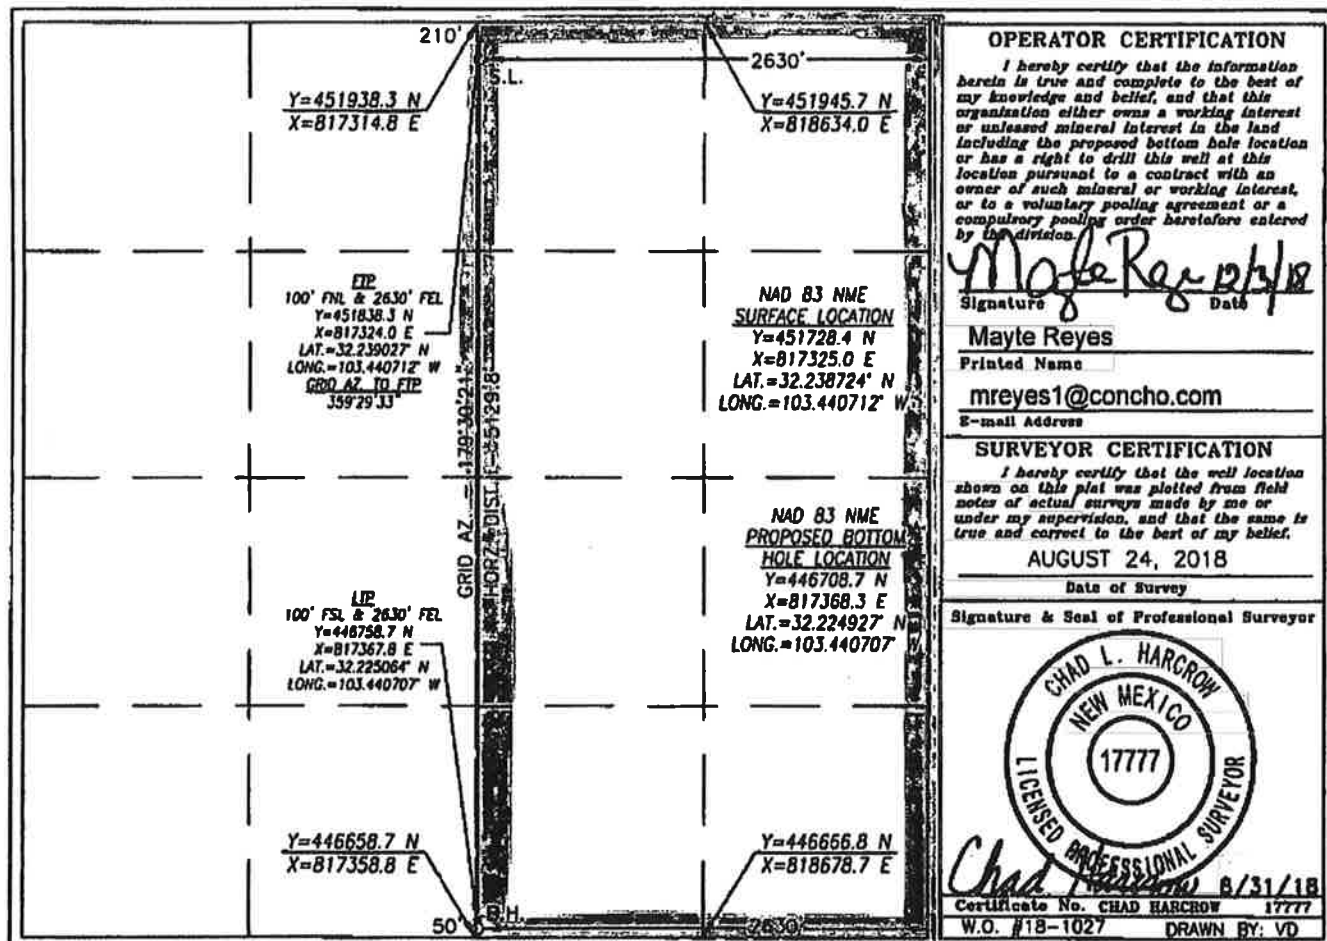 210'
2630'
S.L.
Y=451938.3 N
X=817314.8 E
Y=451945.7 N
X=818634.0 E
FTP
100' FNL & 2630' FEL
Y=451838.3 N
X=817324.0 E
LAT.=32.239027° N
LONG.=103.440712° W
GRID AZ. TO FTP
359°29'33"
NAD 83 NME
SURFACE LOCATION
Y=451728.4 N
X=817325.0 E
LAT.=32.238724° N
LONG.=103.440712° W
GRID AZ.
HORZ. DIST.
NAD 83 NME
PROPOSED BOTTOM
HOLE LOCATION
Y=446708.7 N
X=817368.3 E
LAT.=32.224927° N
LONG.=103.440707° W
LTP
100' FSL & 2630' FEL
Y=446758.7 N
X=817367.8 E
LAT.=32.225064° N
LONG.=103.440707° W
Y=446658.7 N
X=817358.8 E
Y=446666.8 N
X=818678.7 E
50'
B.H.
2630'
OPERATOR CERTIFICATION
I hereby certify that the information
herein is true and complete to the best of
my knowledge and belief, and that this
organization either owns a working interest
or unleased mineral interest in the land
including the proposed bottom hole location
or has a right to drill this well at this
location pursuant to a contract with an
owner of such mineral or working interest,
or to a voluntary pooling agreement or a
compulsory pooling order heretofore entered
by the division.
12/3/18
Signature Date
Mayte Reyes
Printed Name
mreyes1@concho.com
E-mail Address
SURVEYOR CERTIFICATION
I hereby certify that the well location
shown on this plat was plotted from field
notes of actual surveys made by me or
under my supervision, and that the same is
true and correct to the best of my belief.
AUGUST 24, 2018
Date of Survey
Signature & Seal of Professional Surveyor
CHAD L. HARCROW
NEW MEXICO
17777
LICENSED PROFESSIONAL SURVEYOR
Chad Harcrow 8/31/18
Certificate No. CHAD HARCROW 17777
W.O. #18-1027 DRAWN BY: VD